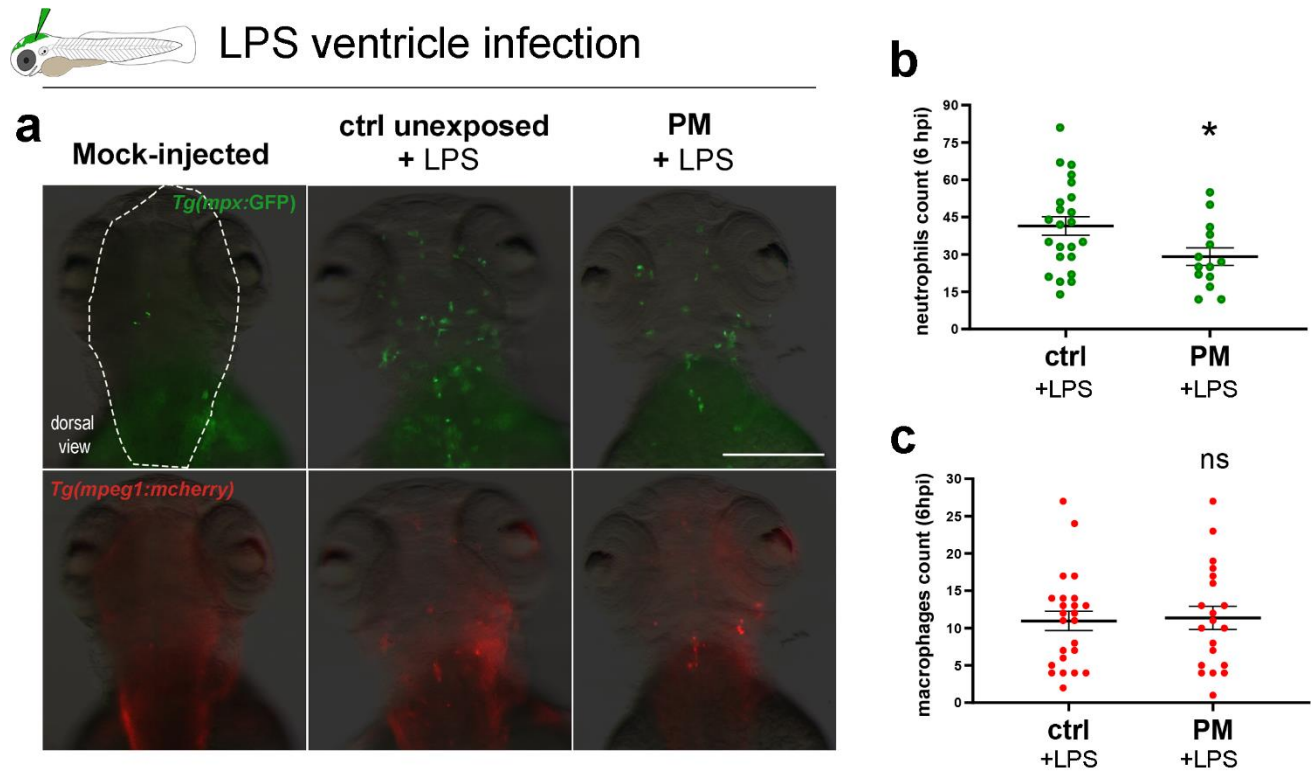 LPS ventricle infection
a
Mock-injected
ctrl unexposed
+ LPS
PM
+ LPS
Tg(mpx:GFP)
dorsal
view
Tg(mpeg1:mcherry)
b
neutrophils count (6 hpi)
90
75
60
45
30
15
0
*
ctrl
+LPS
PM
+LPS
c
macrophages count (6hpi)
30
25
20
15
10
5
0
ns
ctrl
+LPS
PM
+LPS